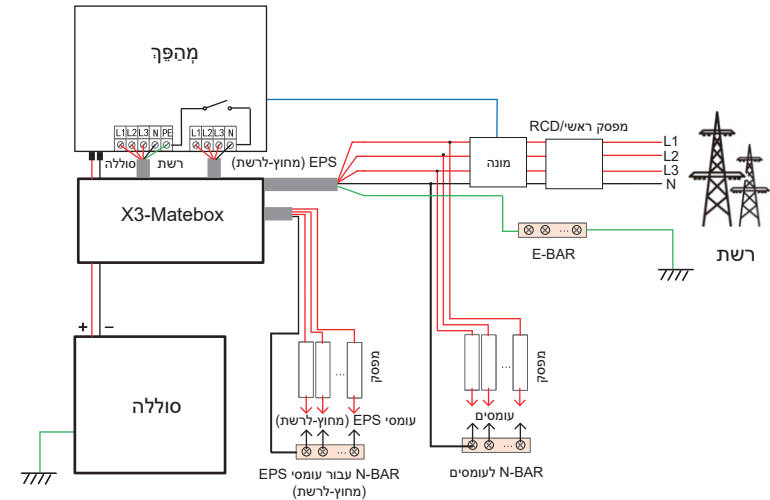 מְהַפֵּךְ
L1 L2 L3 N PE
L1 L2 L3 N
סוללה
רשת
EPS (מחוץ-לרשת)
X3-Matebox
מונה
מפסק ראשי/RCD
L1
L2
L3
N
רשת
E-BAR
+ −
סוללה
...
מפסק
עומסי EPS (מחוץ-לרשת)
...
N-BAR עבור עומסי EPS
(מחוץ-לרשת)
...
מפסק
עומסים
...
N-BAR לעומסים
...